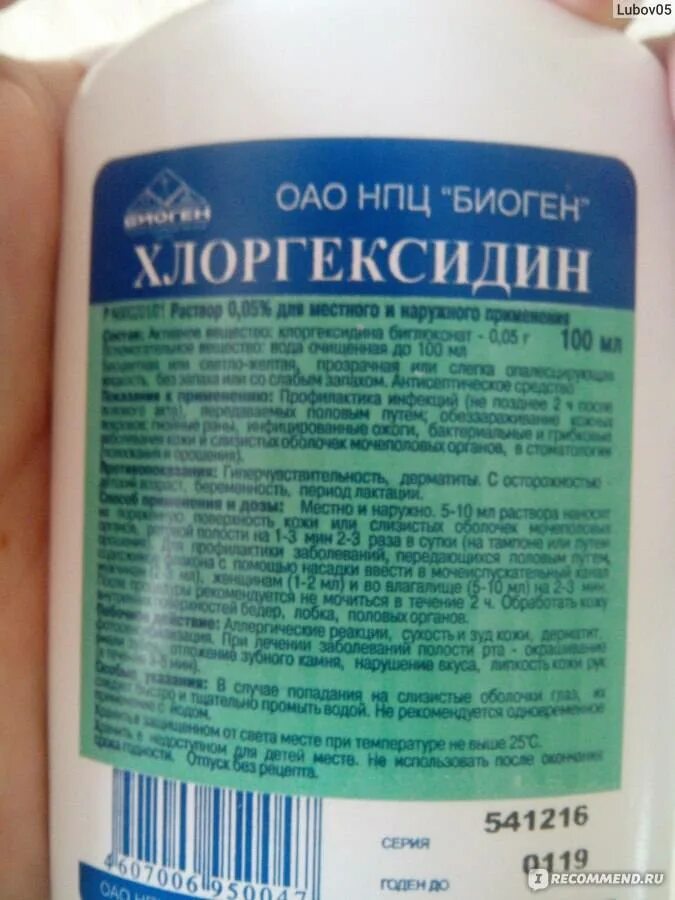 Lubov05
БИОГЕН
ОАО НПЦ "БИОГЕН"
ХЛОРГЕКСИДИН
Раствор 0,05% для местного и наружного применения
Состав: Активное вещество: хлоргексидина биглюконат - 0,05 г
100 мл
Вспомогательное вещество: вода очищенная до 100 мл
Бесцветная или светло-желтая, прозрачная или слегка опалесцирующая
жидкость, без запаха или со слабым запахом. Антисептическое средство
Показания к применению: Профилактика инфекций (не позднее 2 ч после
полового акта), передаваемых половым путем; обеззараживание кожных
покровов: гнойные раны, инфицированные ожоги, бактериальные и грибковые
заболевания кожи и слизистых оболочек мочеполовых органов, в стоматологии
(полоскания и орошения).
Противопоказания: Гиперчувствительность, дерматиты. С осторожностью -
детский возраст, беременность, период лактации.
Способ применения и дозы: Местно и наружно. 5-10 мл раствора наносят
на пораженную поверхность кожи или слизистых оболочек мочеполовых
органов, полости на 1-3 мин 2-3 раза в сутки (на тампоне или путем
орошения). Для профилактики заболеваний, передающихся половым путем,
содержимое флакона с помощью насадки ввести в мочеиспускательный канал
мл), женщинам (1-2 мл) и во влагалище (5-10 мл) на 2-3 мин.
После процедуры рекомендуется не мочиться в течение 2 ч. Обработать кожу
внутренних поверхностей бедер, лобка, половых органов.
Побочное действие: Аллергические реакции, сухость и зуд кожи, дерматит,
фотосенсибилизация. При лечении заболеваний полости рта - окрашивание
отложение зубного камня, нарушение вкуса, липкость кожи рук
мин).
Особые указания: В случае попадания на слизистые оболочки глаз, их
следует быстро и тщательно промыть водой. Не рекомендуется одновременное
применение с йодом.
Хранить в защищенном от света месте при температуре не выше 25°С.
Хранить в недоступном для детей месте. Не использовать после окончания
срока годности. Отпуск без рецепта.
541216
СЕРИЯ
0119
ГОДЕН ДО
4607006 950047
ОАО НПЦ
IRECOMMEND.RU